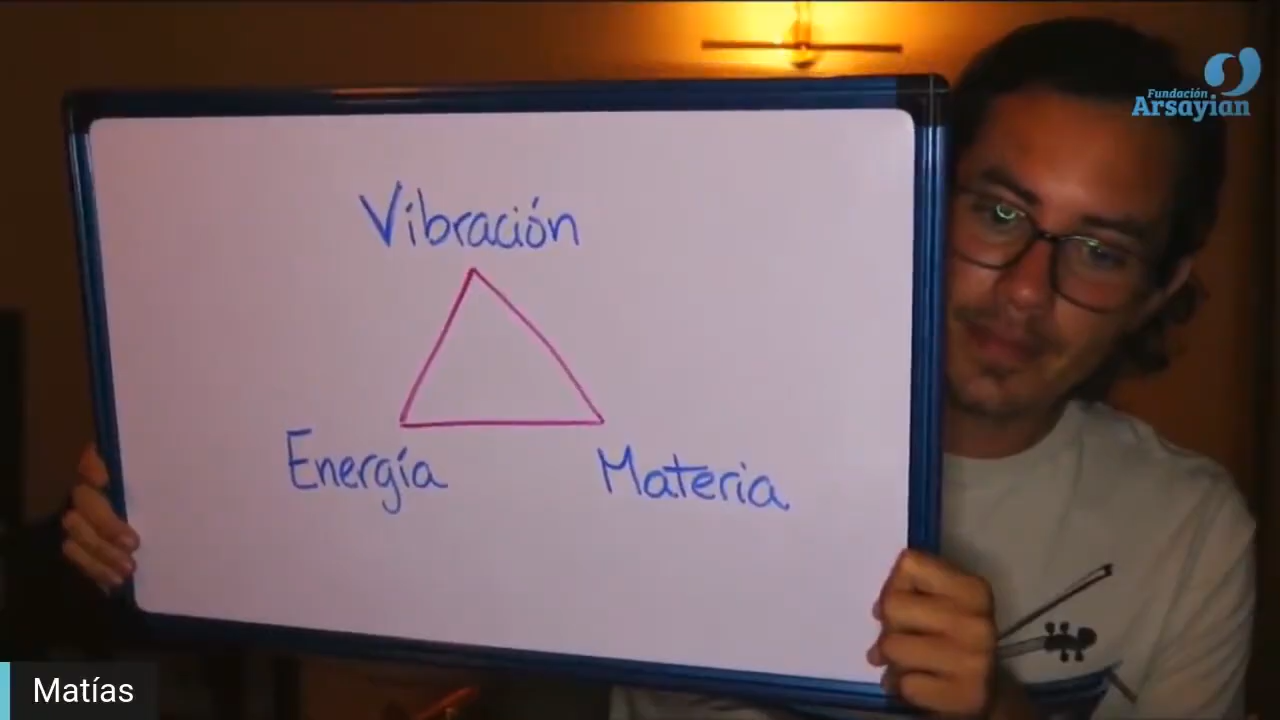 Fundación
Arsayian
Vibración
Energía
Materia
Matías